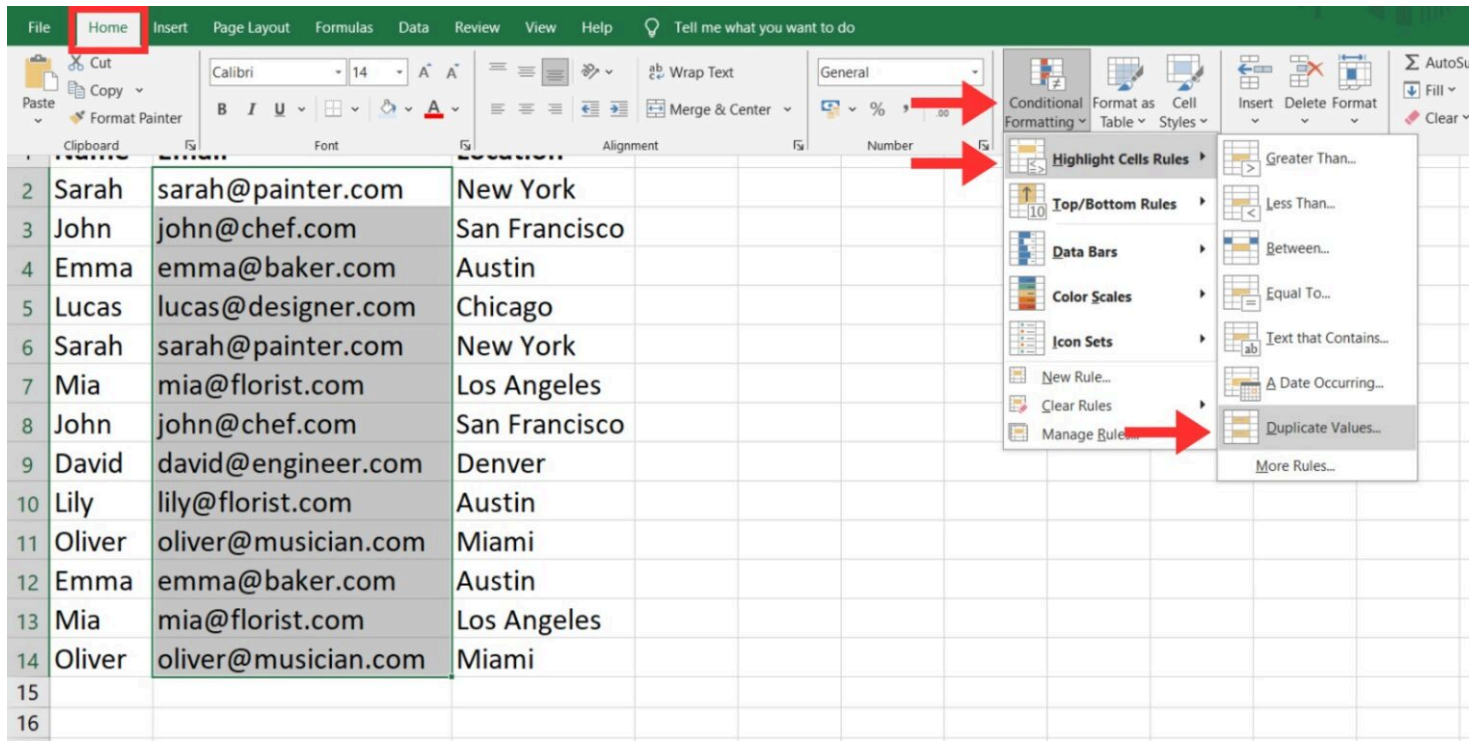 File Home Insert Page Layout Formulas Data Review View Help Tell me what you want to do
Paste
Cut
Copy
Format Painter
Clipboard
Calibri 14 A A
B I U A
Font
ab Wrap Text
Merge & Center
Alignment
General
% , .00
Number
Conditional Formatting
Format as Table
Cell Styles
Insert Delete Format
Σ AutoSu
Fill
Clear
Highlight Cells Rules
10 Top/Bottom Rules
Data Bars
Color Scales
Icon Sets
New Rule...
Clear Rules
Manage Rules...
Greater Than...
Less Than...
Between...
Equal To...
ab Text that Contains...
A Date Occurring...
Duplicate Values...
More Rules...
2 Sarah sarah@painter.com New York
3 John john@chef.com San Francisco
4 Emma emma@baker.com Austin
5 Lucas lucas@designer.com Chicago
6 Sarah sarah@painter.com New York
7 Mia mia@florist.com Los Angeles
8 John john@chef.com San Francisco
9 David david@engineer.com Denver
10 Lily lily@florist.com Austin
11 Oliver oliver@musician.com Miami
12 Emma emma@baker.com Austin
13 Mia mia@florist.com Los Angeles
14 Oliver oliver@musician.com Miami
15
16